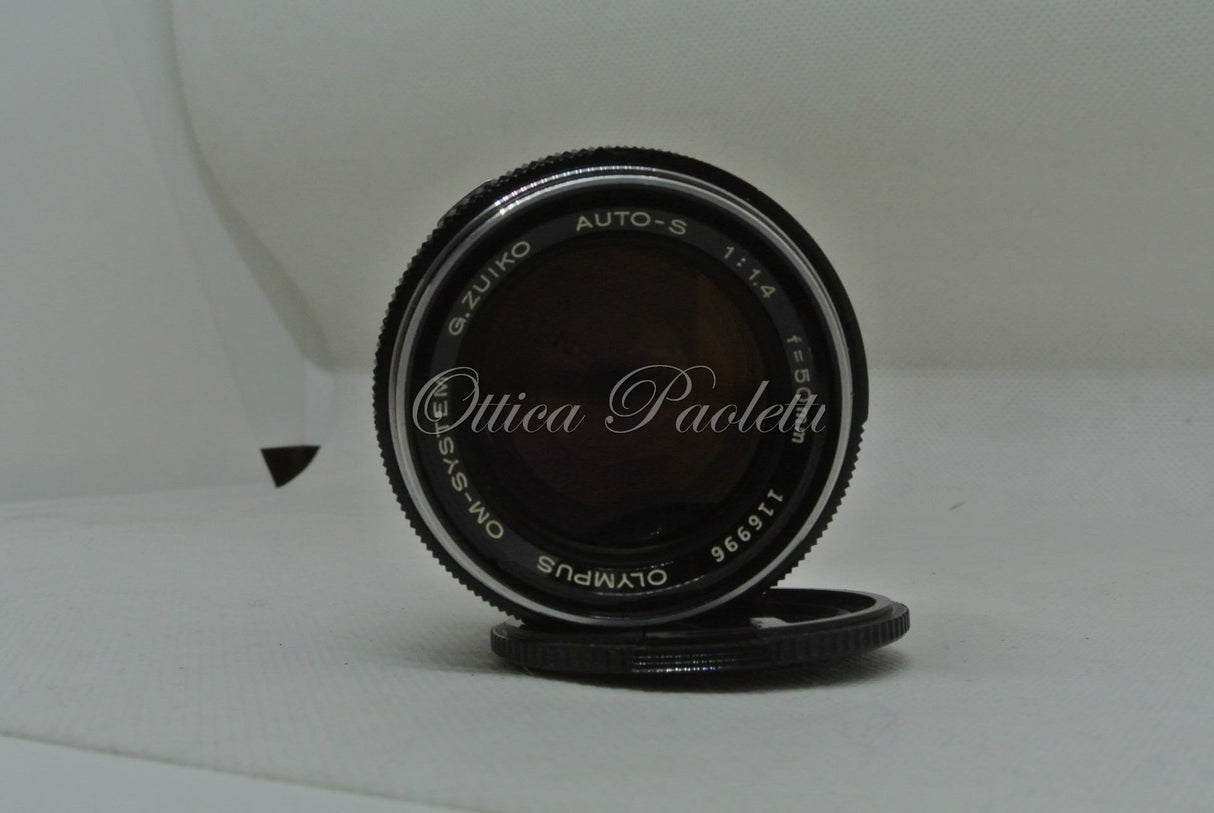 OLYMPUS OM-SYSTEM G.ZUIKO AUTO-S 1:1.4 f=50mm 116996
Ottica Paoletti